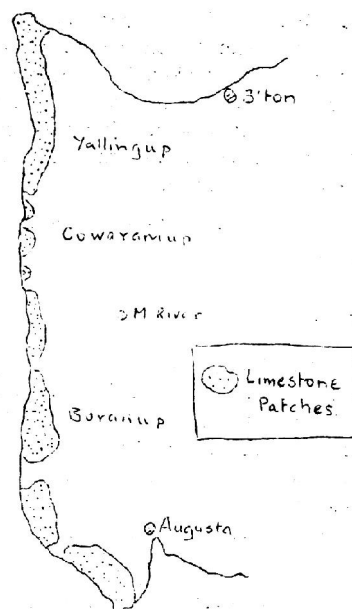 B'ton
Yallingup
Cowaramup
M River
Limestone
Patches
Boranup
Augusta